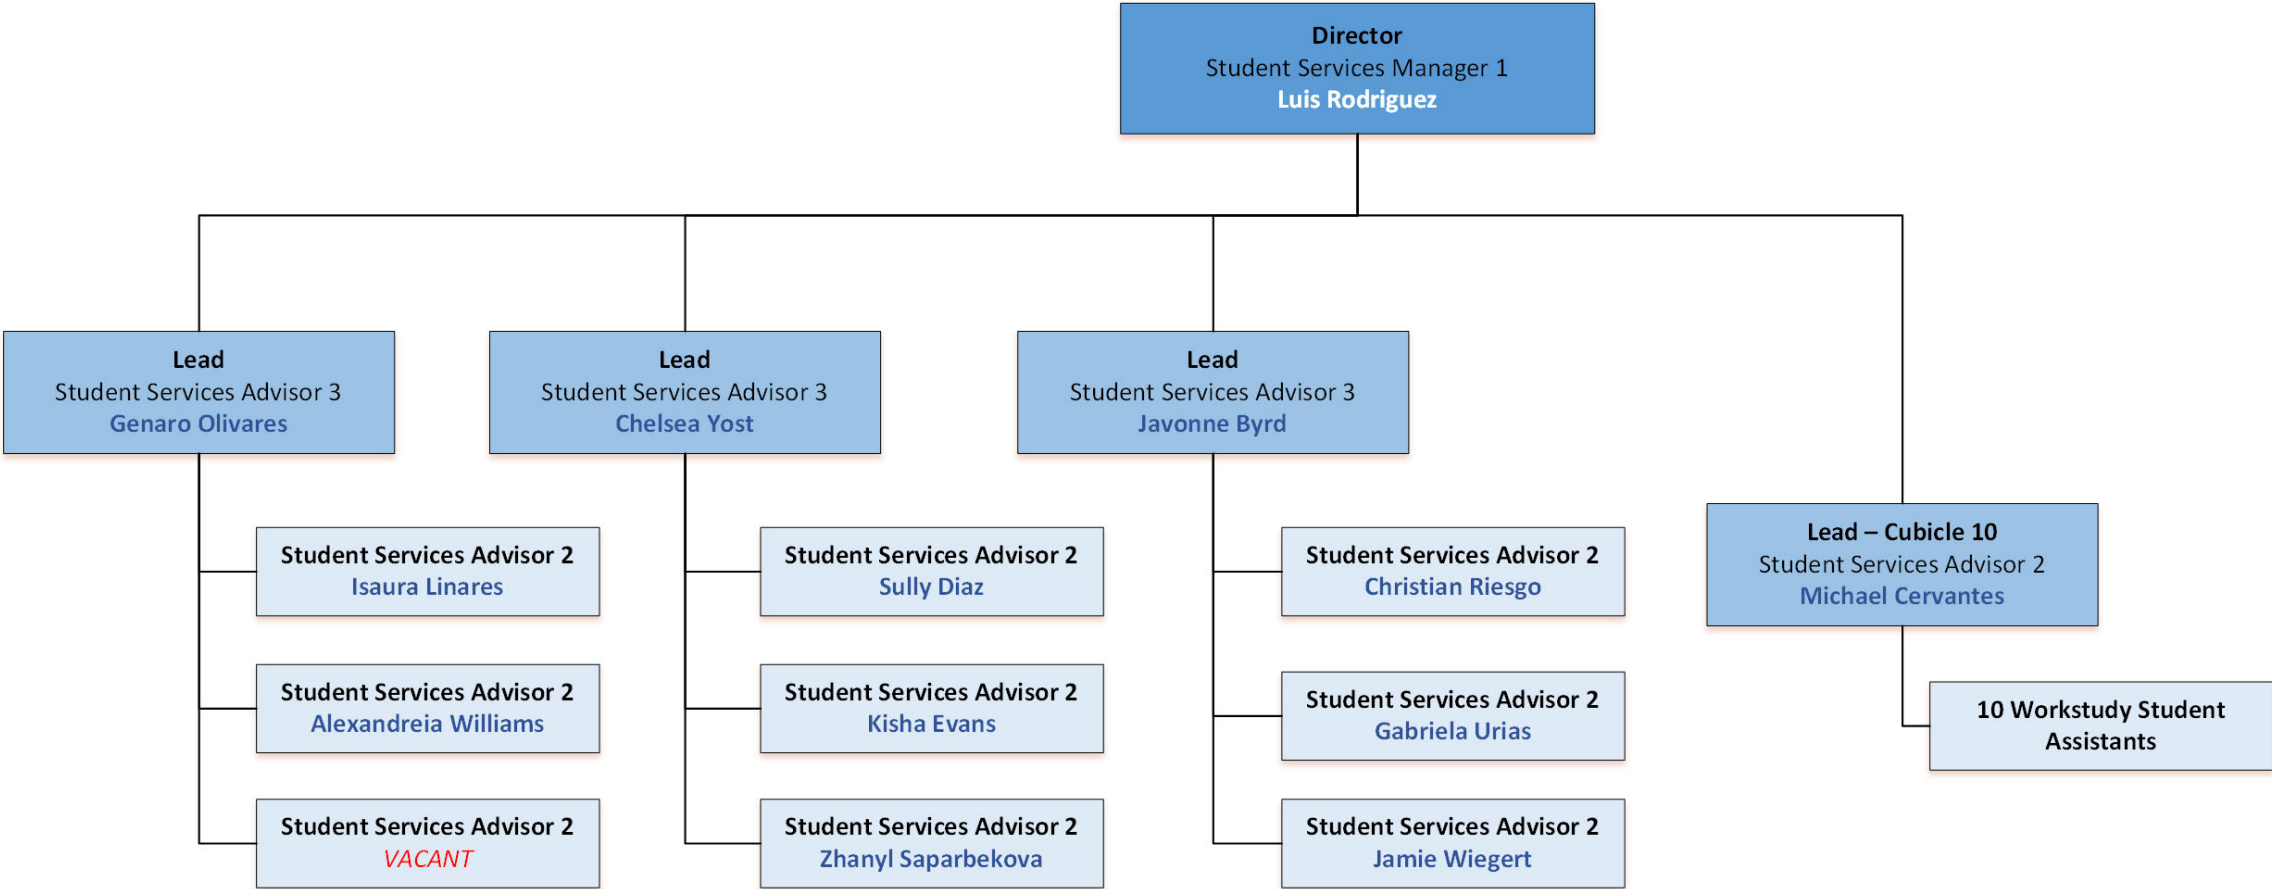 Director
Student Services Manager 1
Luis Rodriguez
Lead
Student Services Advisor 3
Genaro Olivares
Student Services Advisor 2
Isaura Linares
Student Services Advisor 2
Alexandreia Williams
Student Services Advisor 2
VACANT
Lead
Student Services Advisor 3
Chelsea Yost
Student Services Advisor 2
Sully Diaz
Student Services Advisor 2
Kisha Evans
Student Services Advisor 2
Zhanyl Saparbekova
Lead
Student Services Advisor 3
Javonne Byrd
Student Services Advisor 2
Christian Riesgo
Student Services Advisor 2
Gabriela Urias
Student Services Advisor 2
Jamie Wiegert
Lead – Cubicle 10
Student Services Advisor 2
Michael Cervantes
10 Workstudy Student
Assistants